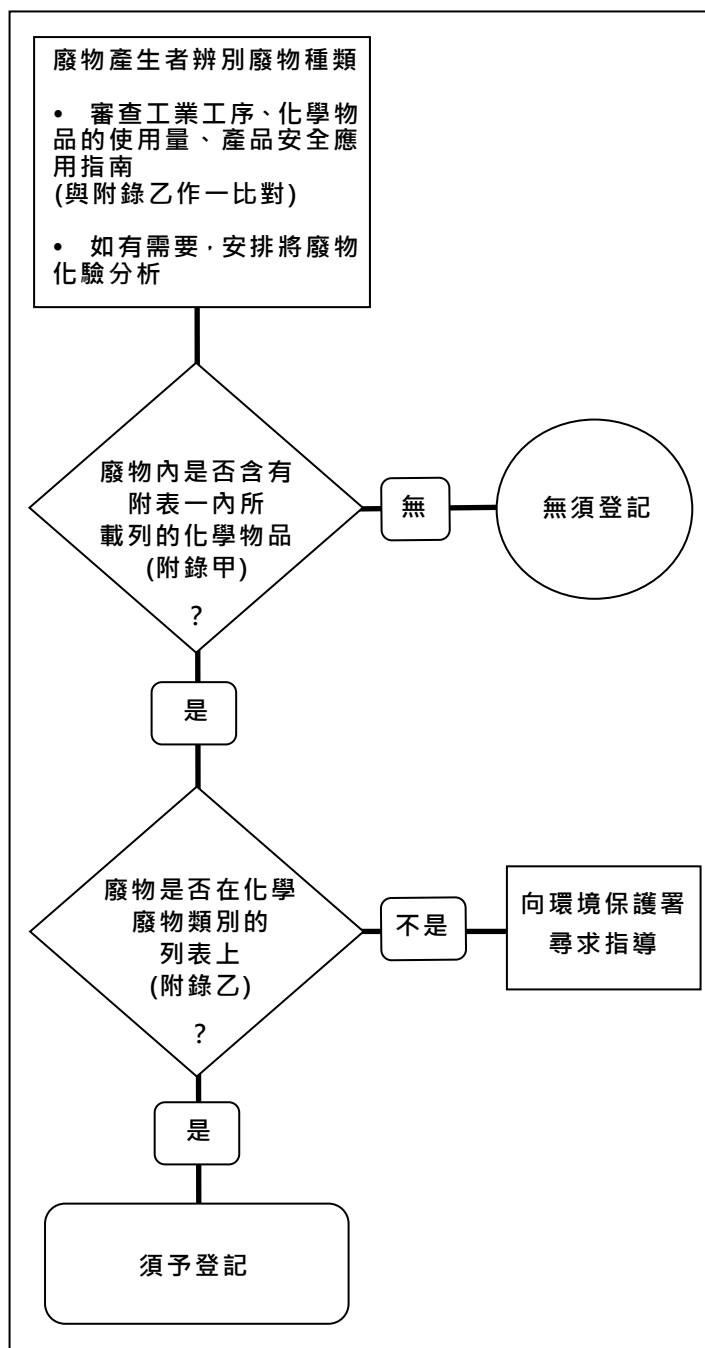 廢物產生者辨別廢物種類
• 審查工業工序、化學物
品的使用量、產品安全應
用指南
(與附錄乙作一比對)
• 如有需要，安排將廢物
化驗分析
廢物內是否含有
附表一內所
載列的化學物品
(附錄甲)
?
無
無須登記
是
廢物是否在化學
廢物類別的
列表上
(附錄乙)
?
不是
向環境保護署
尋求指導
是
須予登記